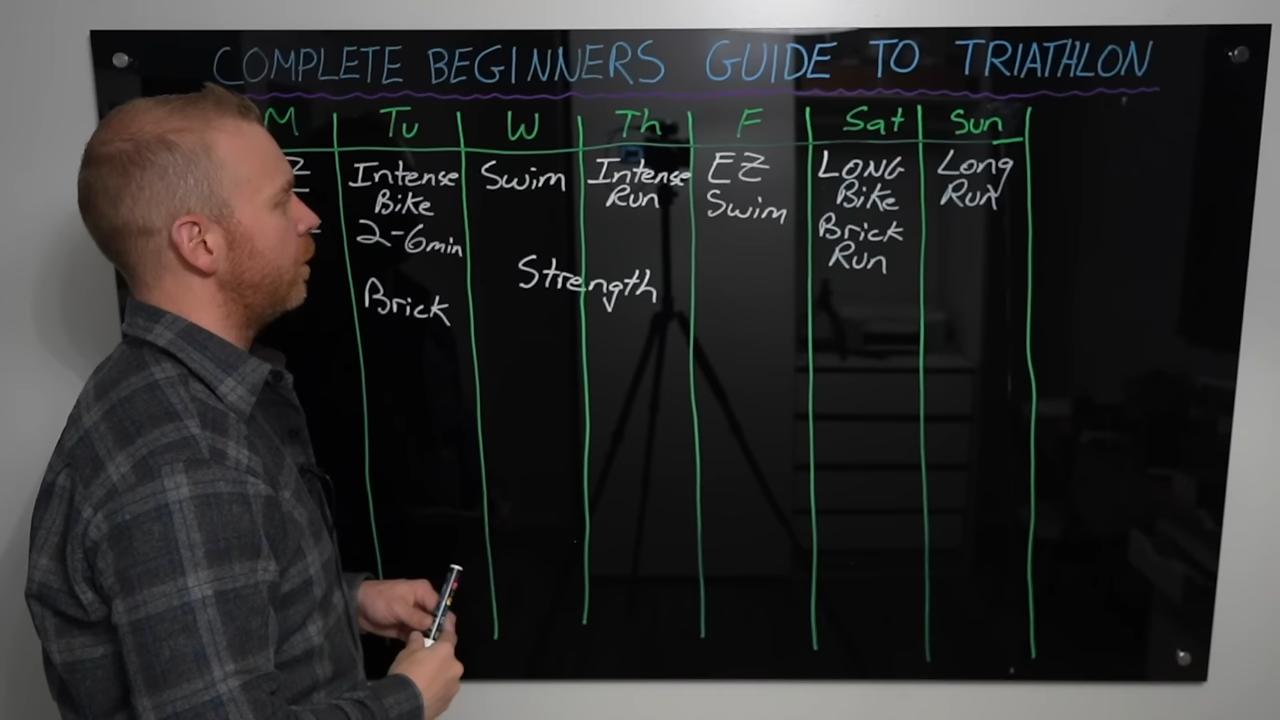 COMPLETE BEGINNERS GUIDE TO TRIATHLON
M Tu W Th F Sat Sun
Intense
Bike
2-6min
Brick
Swim
Intense
Run
Strength
EZ
Swim
LONG
Bike
Brick
Run
Long
Run